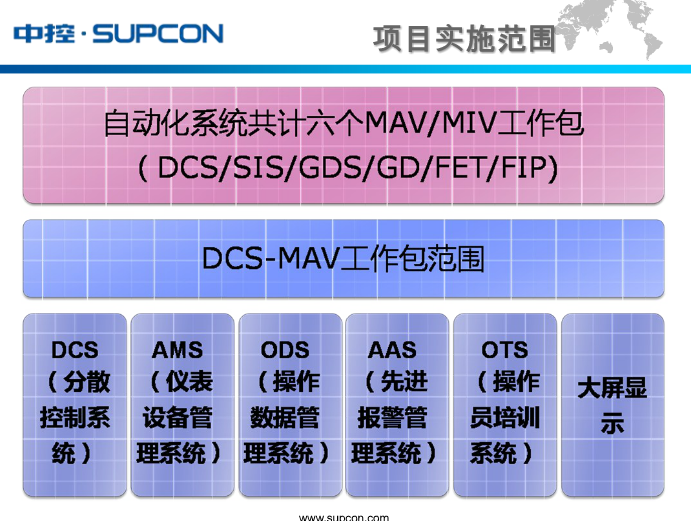 中控·SUPCON
项目实施范围
自动化系统共计六个MAV/MIV工作包
（DCS/SIS/GDS/GD/FET/FIP)
DCS-MAV工作包范围
DCS
（分散
控制系
统）
AMS
（仪表
设备管
理系统）
ODS
（操作
数据管
理系统）
AAS
（先进
报警管
理系统）
OTS
（操作
员培训
系统）
大屏显
示
www.supcon.com